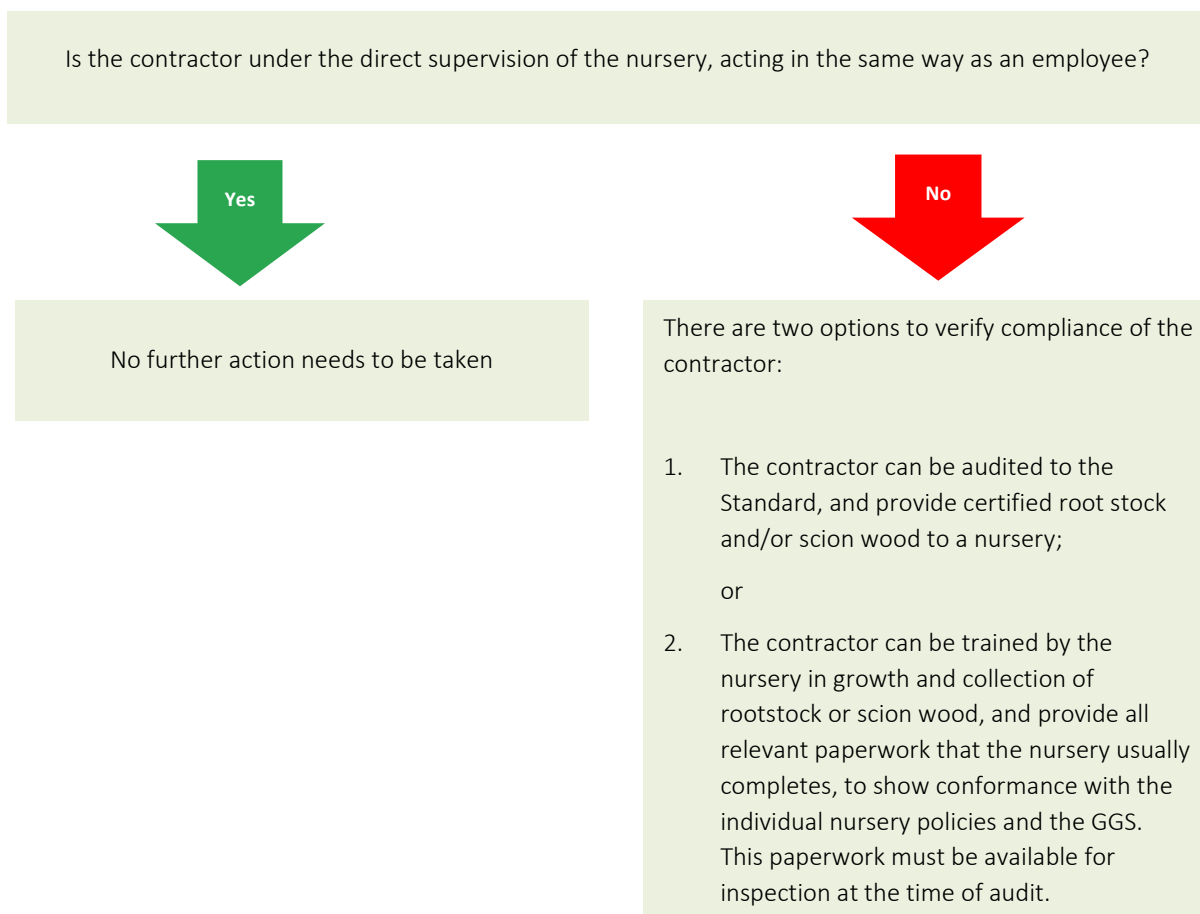 Is the contractor under the direct supervision of the nursery, acting in the same way as an employee?
Yes
No
No further action needs to be taken
There are two options to verify compliance of the
contractor:
1. The contractor can be audited to the
Standard, and provide certified root stock
and/or scion wood to a nursery;
or
2. The contractor can be trained by the
nursery in growth and collection of
rootstock or scion wood, and provide all
relevant paperwork that the nursery usually
completes, to show conformance with the
individual nursery policies and the GGS.
This paperwork must be available for
inspection at the time of audit.